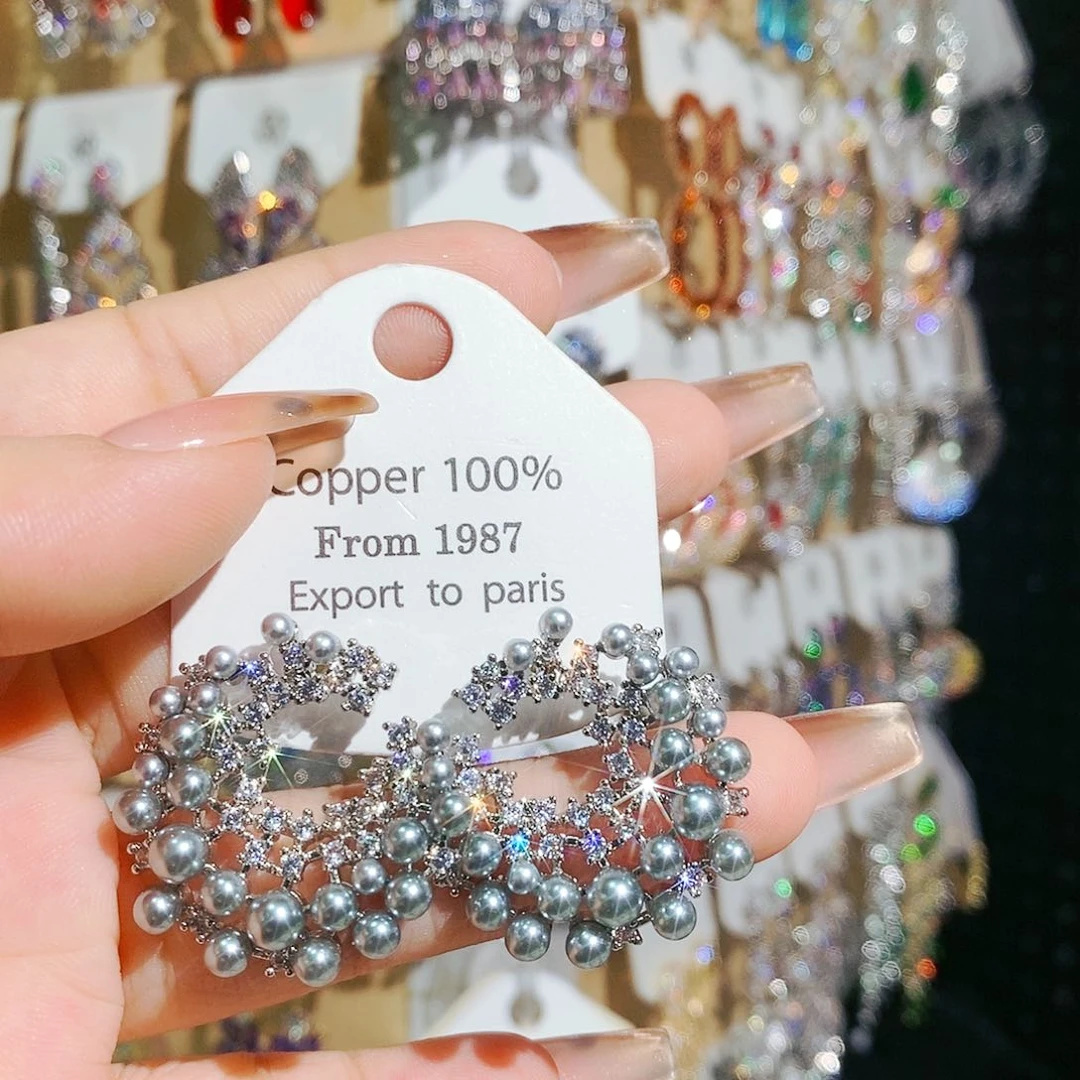 Copper 100%
From 1987
Export to paris